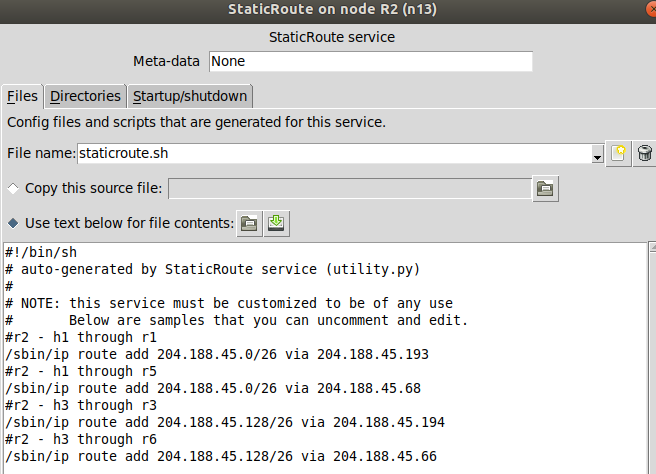 StaticRoute on node R2 (n13)
StaticRoute service
Meta-data None
Files Directories Startup/shutdown
Config files and scripts that are generated for this service.
File name: staticroute.sh
Copy this source file:
Use text below for file contents:
#!/bin/sh
# auto-generated by StaticRoute service (utility.py)
#
# NOTE: this service must be customized to be of any use
#       Below are samples that you can uncomment and edit.
#r2 - h1 through r1
/sbin/ip route add 204.188.45.0/26 via 204.188.45.193
#r2 - h1 through r5
/sbin/ip route add 204.188.45.0/26 via 204.188.45.68
#r2 - h3 through r3
/sbin/ip route add 204.188.45.128/26 via 204.188.45.194
#r2 - h3 through r6
/sbin/ip route add 204.188.45.128/26 via 204.188.45.66